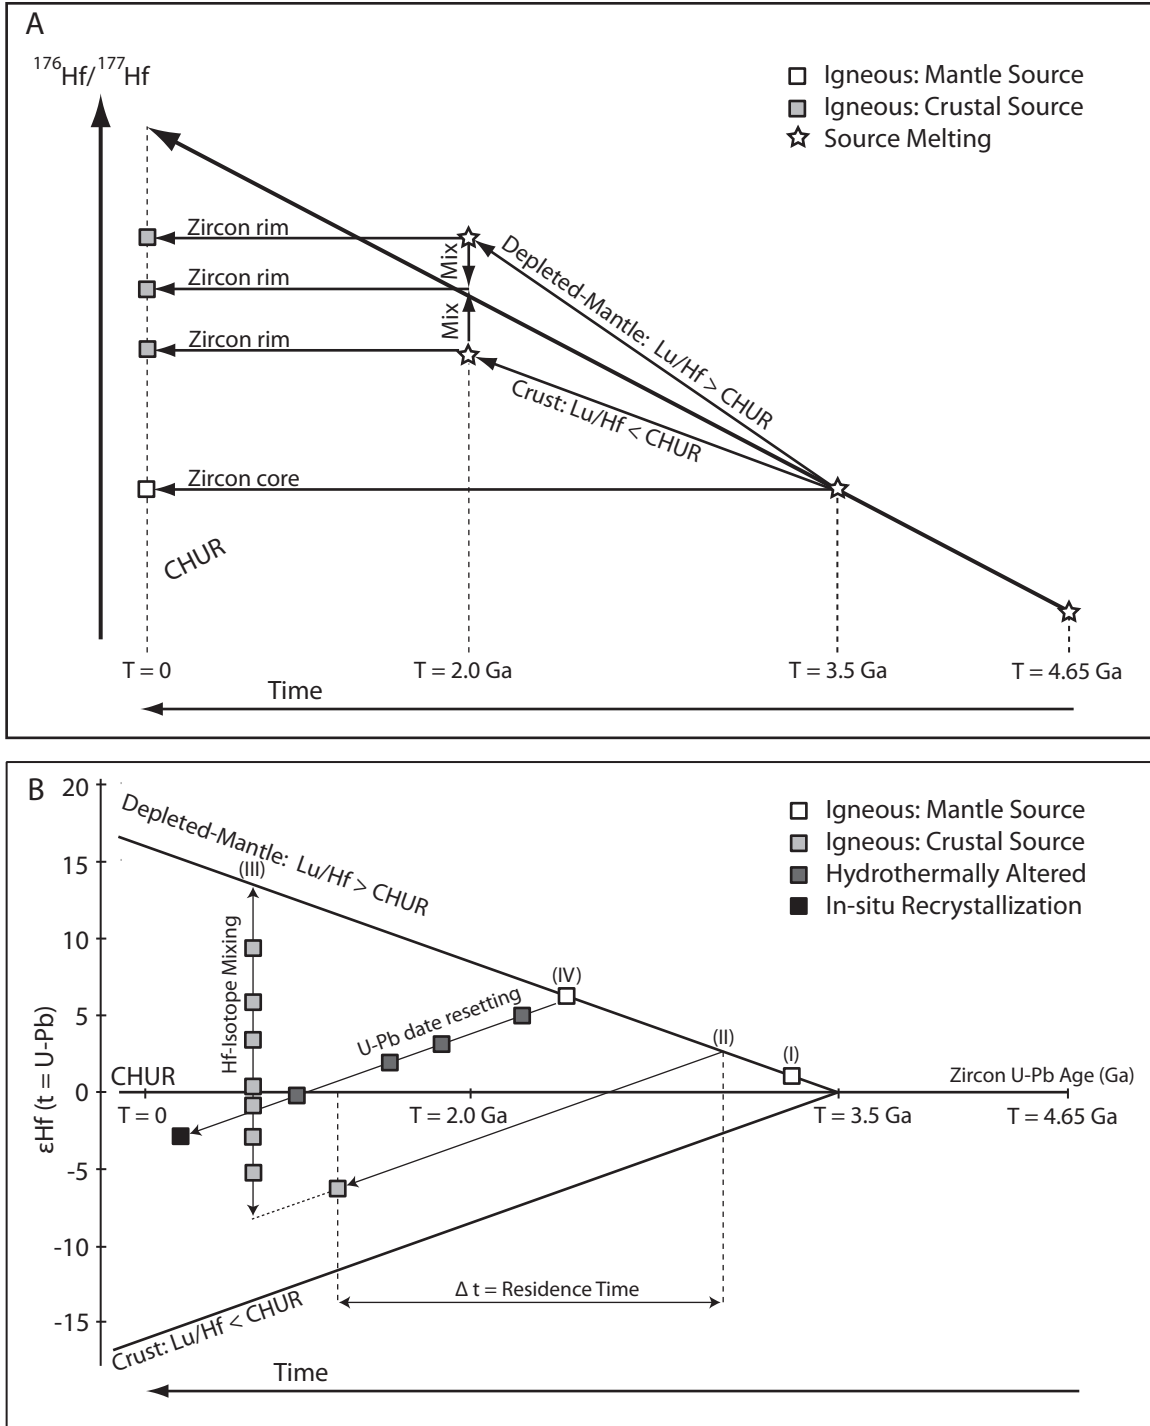 A
¹⁷⁶Hf/¹⁷⁷Hf
Igneous: Mantle Source
Igneous: Crustal Source
Source Melting
Zircon rim
Zircon rim
Zircon rim
Zircon core
Mix
Mix
Depleted-Mantle: Lu/Hf > CHUR
Crust: Lu/Hf < CHUR
CHUR
T = 0
T = 2.0 Ga
T = 3.5 Ga
T = 4.65 Ga
Time
B
20
15
10
5
0
-5
-10
-15
εHf (t = U-Pb)
Igneous: Mantle Source
Igneous: Crustal Source
Hydrothermally Altered
In-situ Recrystallization
Depleted-Mantle: Lu/Hf > CHUR
(III)
Hf-Isotope Mixing
U-Pb date resetting
(IV)
(II)
(I)
CHUR
Zircon U-Pb Age (Ga)
T = 0
T = 2.0 Ga
T = 3.5 Ga
T = 4.65 Ga
Δ t = Residence Time
Crust: Lu/Hf < CHUR
Time